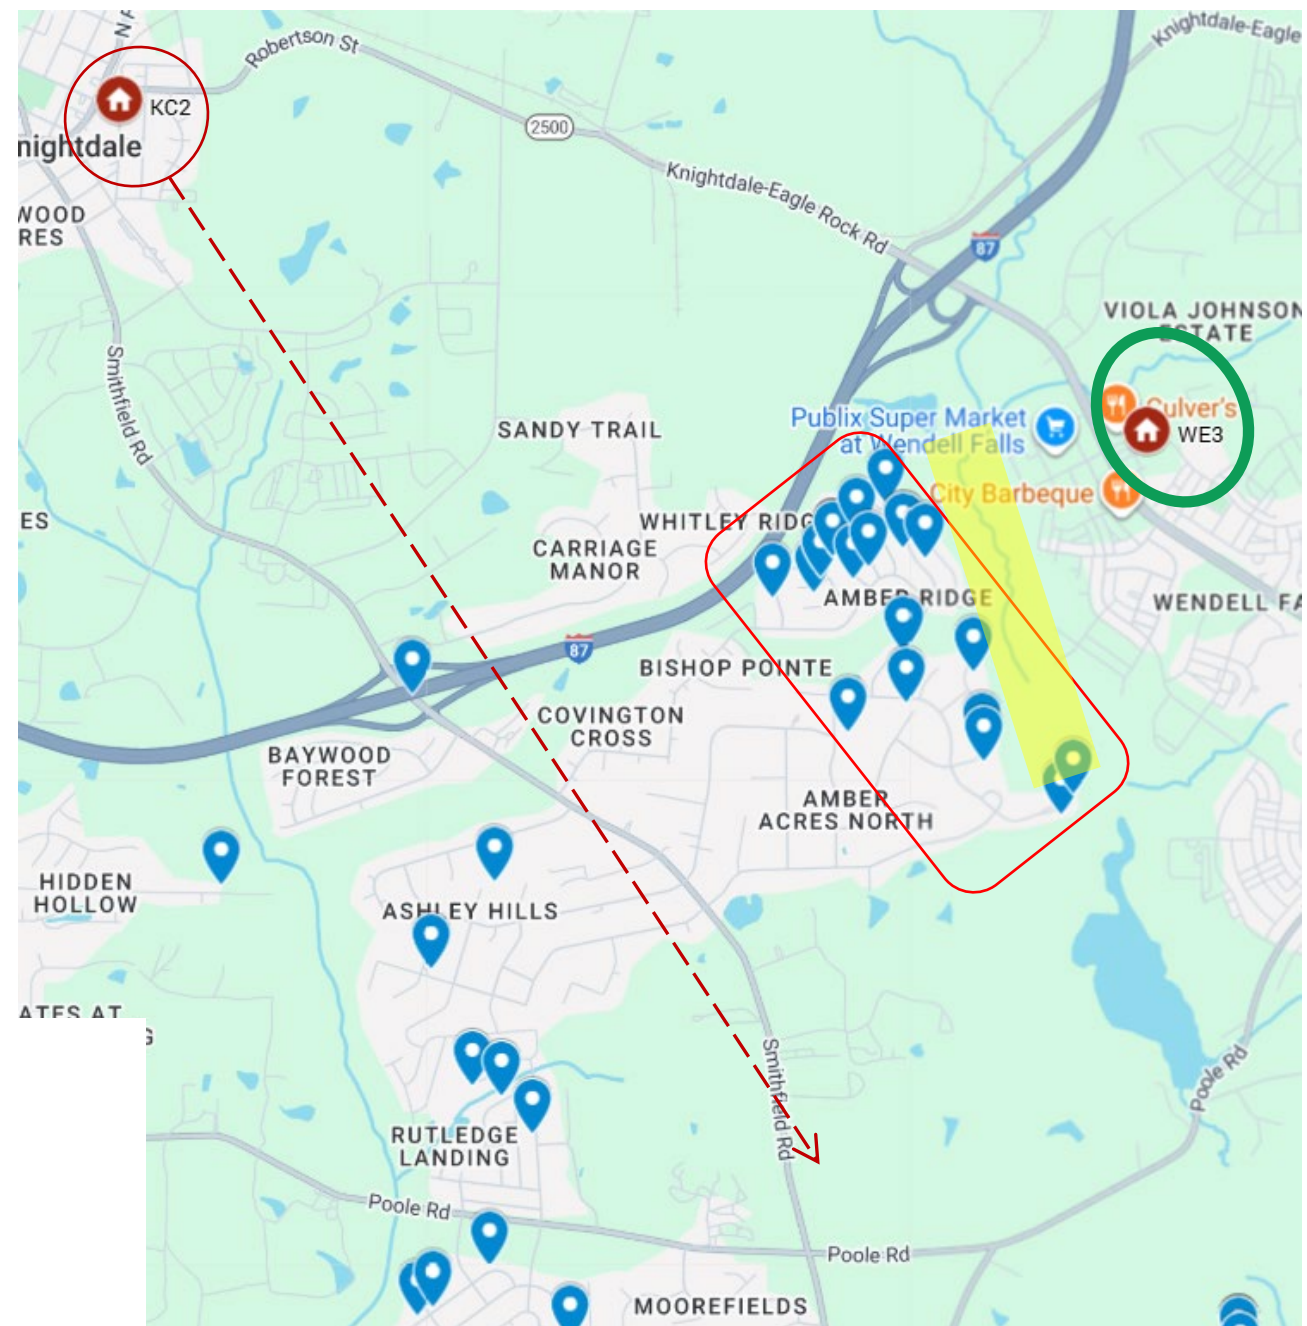 N
Robertson St
Knightdale-Eagle
KC2
nightdale
2500
Knightdale-Eagle Rock Rd
WOOD
RES
87
VIOLA JOHNSON
ESTATE
Smithfield Rd
Culver's
WE3
Publix Super Market
at Wendell Falls
SANDY TRAIL
City Barbeque
ES
WHITLEY RIDG
CARRIAGE
MANOR
AMBER RIDGE
WENDELL FA
87
BISHOP POINTE
COVINGTON
CROSS
BAYWOOD
FOREST
AMBER
ACRES NORTH
HIDDEN
HOLLOW
ASHLEY HILLS
ATES AT
G
Smithfield Rd
Poole Rd
RUTLEDGE
LANDING
Poole Rd
Poole Rd
MOOREFIELDS